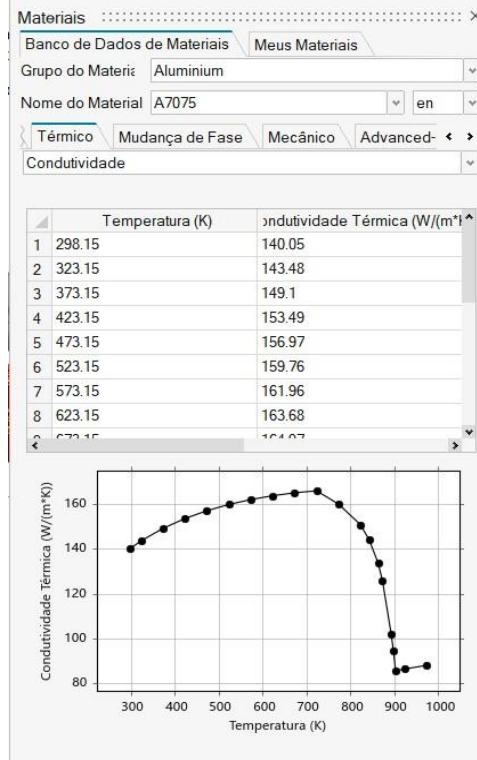 Materiais
Banco de Dados de Materiais Meus Materiais
Grupo do Materia Aluminium
Nome do Material A7075 en
Térmico Mudança de Fase Mecânico Advanced-
Condutividade
Temperatura (K) ondutividade Térmica (W/(m*K
1 298.15 140.05
2 323.15 143.48
3 373.15 149.1
4 423.15 153.49
5 473.15 156.97
6 523.15 159.76
7 573.15 161.96
8 623.15 163.68
Condutividade Térmica (W/(m*K))
160
140
120
100
80
300 400 500 600 700 800 900 1000
Temperatura (K)